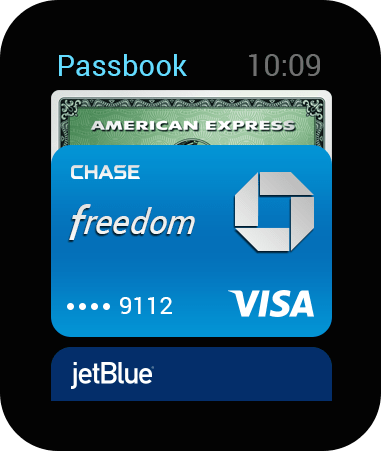 Passbook 10:09
AMERICAN EXPRESS
CHASE
freedom
•••• 9112 VISA
jetBlue